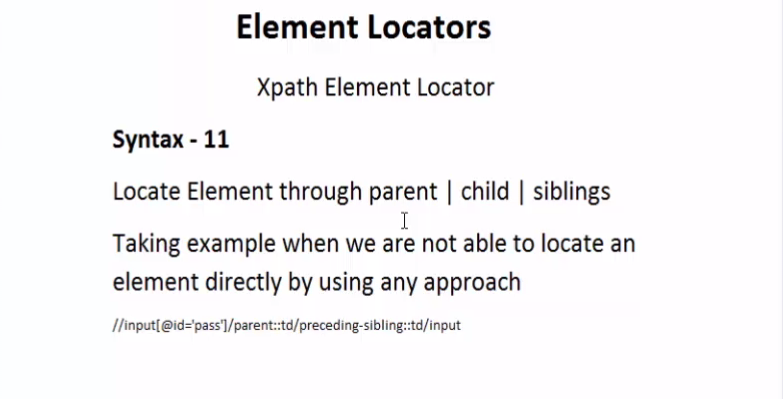 Element Locators
Xpath Element Locator
Syntax - 11
Locate Element through parent | child | siblings
Taking example when we are not able to locate an
element directly by using any approach
//input[@id='pass']/parent::td/preceding-sibling::td/input